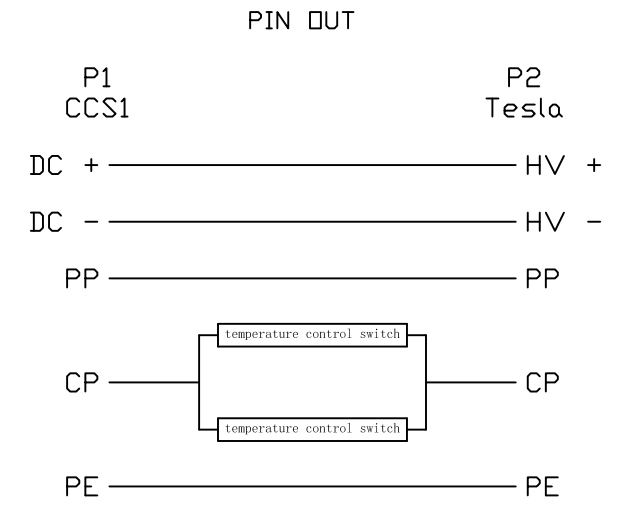 PIN OUT
P1 P2
CCS1 Tesla
DC + HV +
DC - HV -
PP PP
temperature control switch
CP CP
temperature control switch
PE PE